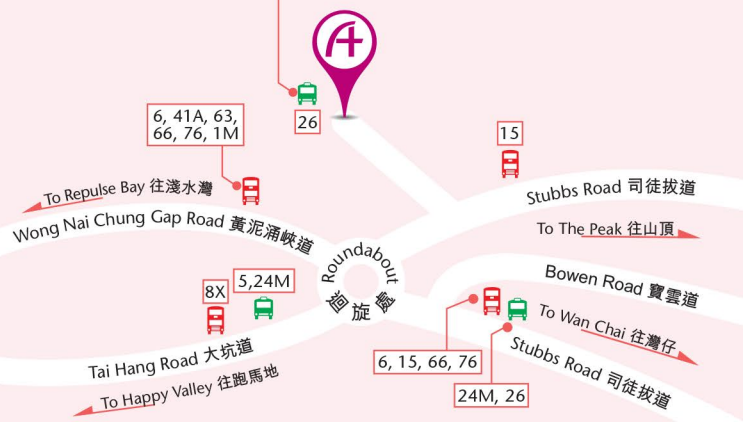 26
6, 41A, 63,
66, 76, 1M
15
To Repulse Bay 往淺水灣
Stubbs Road 司徒拔道
Wong Nai Chung Gap Road 黃泥涌峽道
To The Peak 往山頂
Roundabout
迴旋處
8X
5,24M
Bowen Road 寶雲道
To Wan Chai 往灣仔
Tai Hang Road 大坑道
6, 15, 66, 76
Stubbs Road 司徒拔道
To Happy Valley 往跑馬地
24M, 26